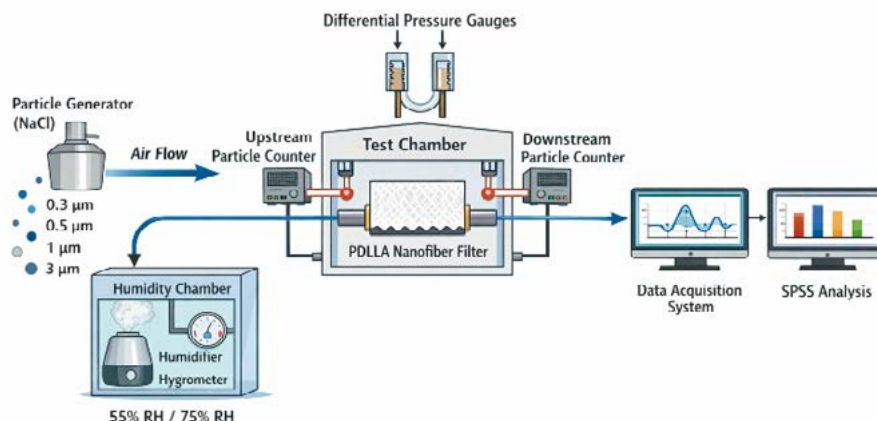 Differential Pressure Gauges
Particle Generator
(NaCl)
Air Flow
0.3 μm
0.5 μm
1 μm
3 μm
Upstream
Particle Counter
Test Chamber
Downstream
Particle Counter
PDLLA Nanofiber Filter
Humidity Chamber
Humidifier
Hygrometer
55% RH / 75% RH
Data Acquisition
System
SPSS Analysis